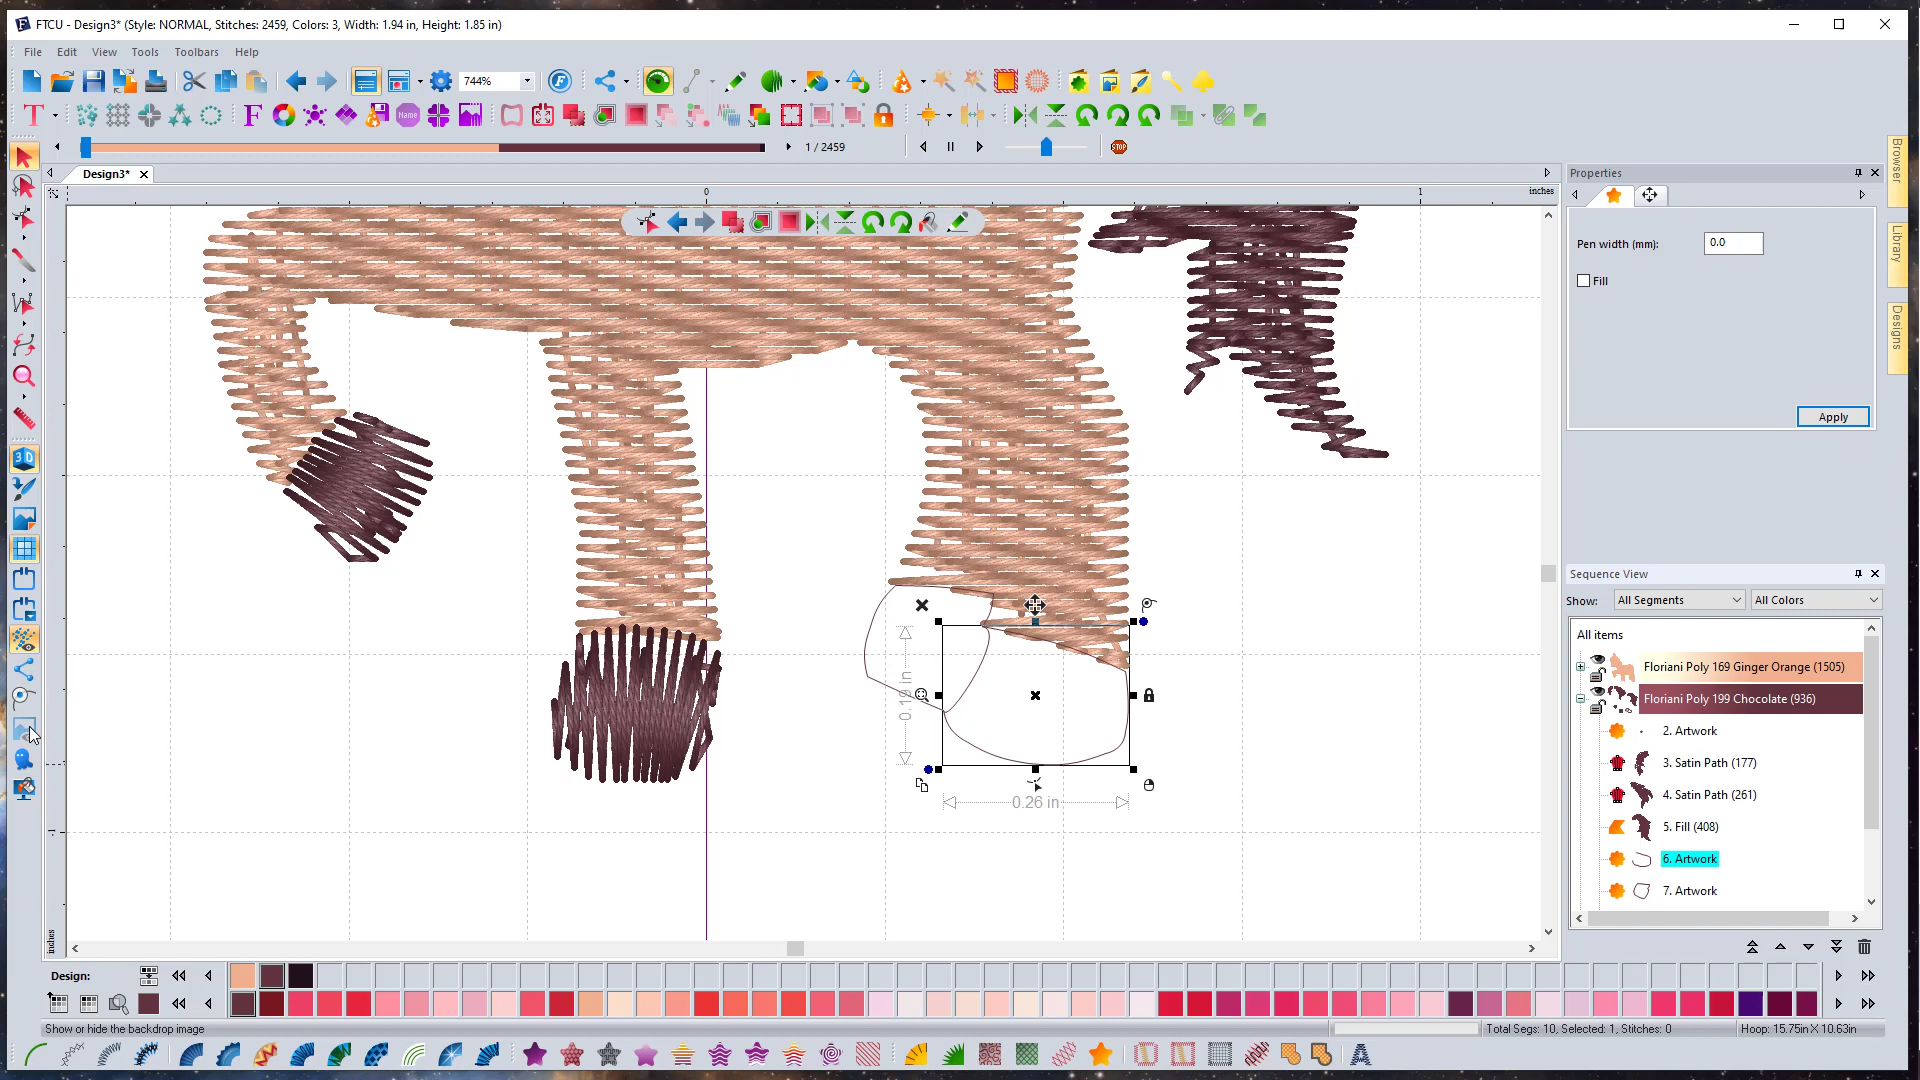 FTCU - Design3* (Style: NORMAL, Stitches: 2459, Colors: 3, Width: 1.94 in, Height: 1.85 in)
File Edit View Tools Toolbars Help
744%
Name
1 / 2459
STOP
Design3*
0
1
inches
Properties
Pen width (mm):
0.0
Fill
Apply
Browser
Library
Designs
3D
0.19 in
0.26 in
-1
inches
Sequence View
Show:
All Segments
All Colors
All items
Floriani Poly 169 Ginger Orange (1505)
Floriani Poly 199 Chocolate (936)
2. Artwork
3. Satin Path (177)
4. Satin Path (261)
5. Fill (408)
6. Artwork
7. Artwork
Design:
Show or hide the backdrop image
Total Segs: 10, Selected: 1, Stitches: 0
Hoop: 15.75in X 10.63in